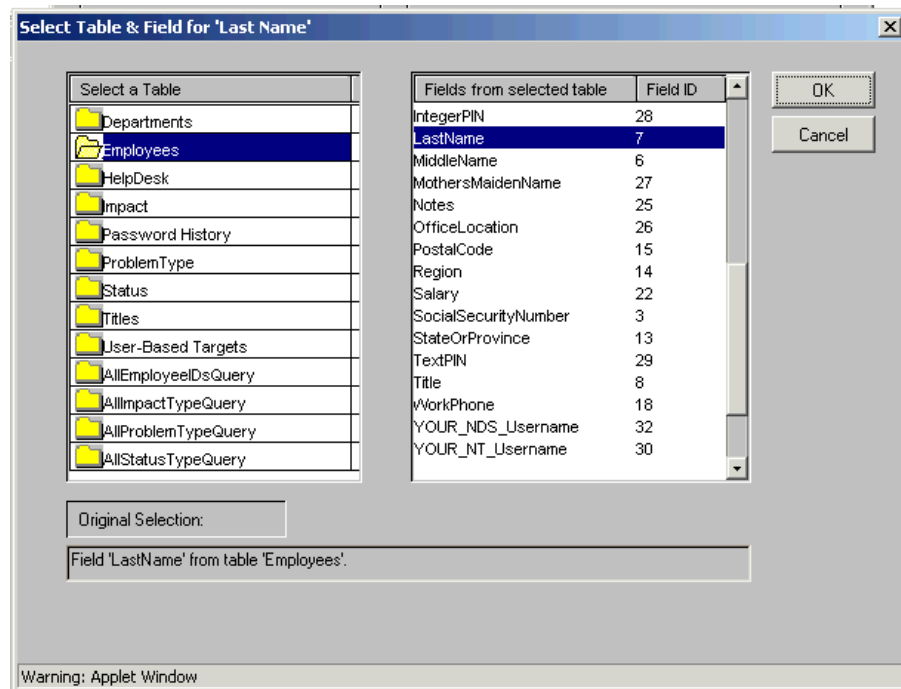 Select Table & Field for 'Last Name'
Select a Table
Departments
Employees
HelpDesk
Impact
Password History
ProblemType
Status
Titles
User-Based Targets
AllEmployeeIDsQuery
AllImpactTypeQuery
AllProblemTypeQuery
AllStatusTypeQuery
Fields from selected table Field ID
IntegerPIN 28
LastName 7
MiddleName 6
MothersMaidenName 27
Notes 25
OfficeLocation 26
PostalCode 15
Region 14
Salary 22
SocialSecurityNumber 3
StateOrProvince 13
TextPIN 29
Title 8
WorkPhone 18
YOUR_NDS_Username 32
YOUR_NT_Username 30
OK
Cancel
Original Selection:
Field 'LastName' from table 'Employees'.
Warning: Applet Window